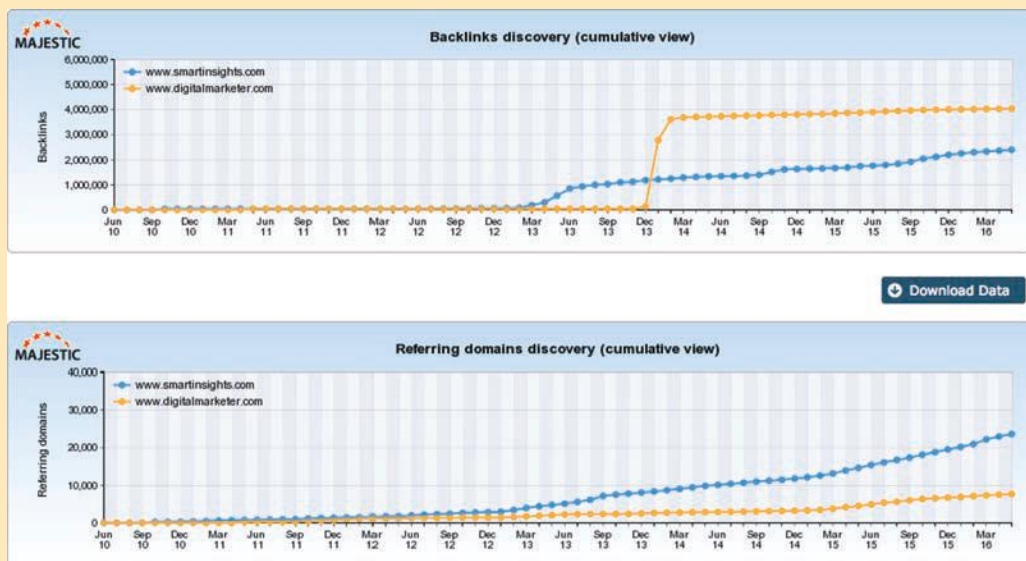 MAJESTIC
Backlinks discovery (cumulative view)
6,000,000
5,000,000
4,000,000
3,000,000
2,000,000
1,000,000
0
Backlinks
www.smartinsights.com
www.digitalmarketer.com
Jun Sep Dec Mar Jun Sep Dec Mar Jun Sep Dec Mar Jun Sep Dec Mar Jun Sep Dec Mar Jun Sep Dec Mar
10 10 10 11 11 11 11 12 12 12 12 13 13 13 13 14 14 14 14 15 15 15 15 16
Download Data
MAJESTIC
Referring domains discovery (cumulative view)
40,000
30,000
20,000
10,000
0
Referring domains
www.smartinsights.com
www.digitalmarketer.com
Jun Sep Dec Mar Jun Sep Dec Mar Jun Sep Dec Mar Jun Sep Dec Mar Jun Sep Dec Mar Jun Sep Dec Mar
10 10 10 11 11 11 11 12 12 12 12 13 13 13 13 14 14 14 14 15 15 15 15 16